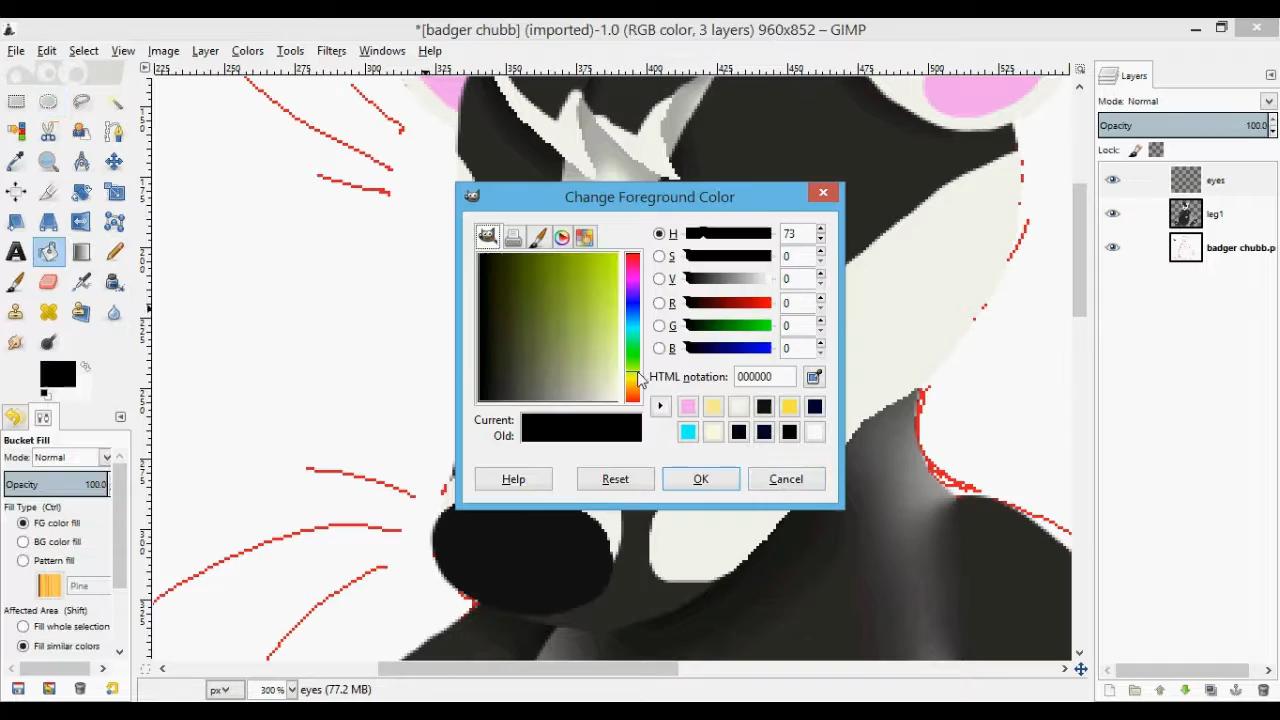 *[badger chubb] (imported)-1.0 (RGB color, 3 layers) 960x852 – GIMP
File Edit Select View Image Layer Colors Tools Filters Windows Help
225 250 275 300 325 350 375 400 425 450 475 500 525
Layers
Mode: Normal
Opacity 100.0
Lock:
eyes
leg1
badger chubb.p
Change Foreground Color
H 73
S 0
V 0
R 0
G 0
B 0
HTML notation: 000000
Current:
Old:
Help Reset OK Cancel
Bucket Fill
Mode: Normal
Opacity 100.0
Fill Type (Ctrl)
FG color fill
BG color fill
Pattern fill
Pine
Affected Area (Shift)
Fill whole selection
Fill similar colors
px 300 % eyes (77.2 MB)